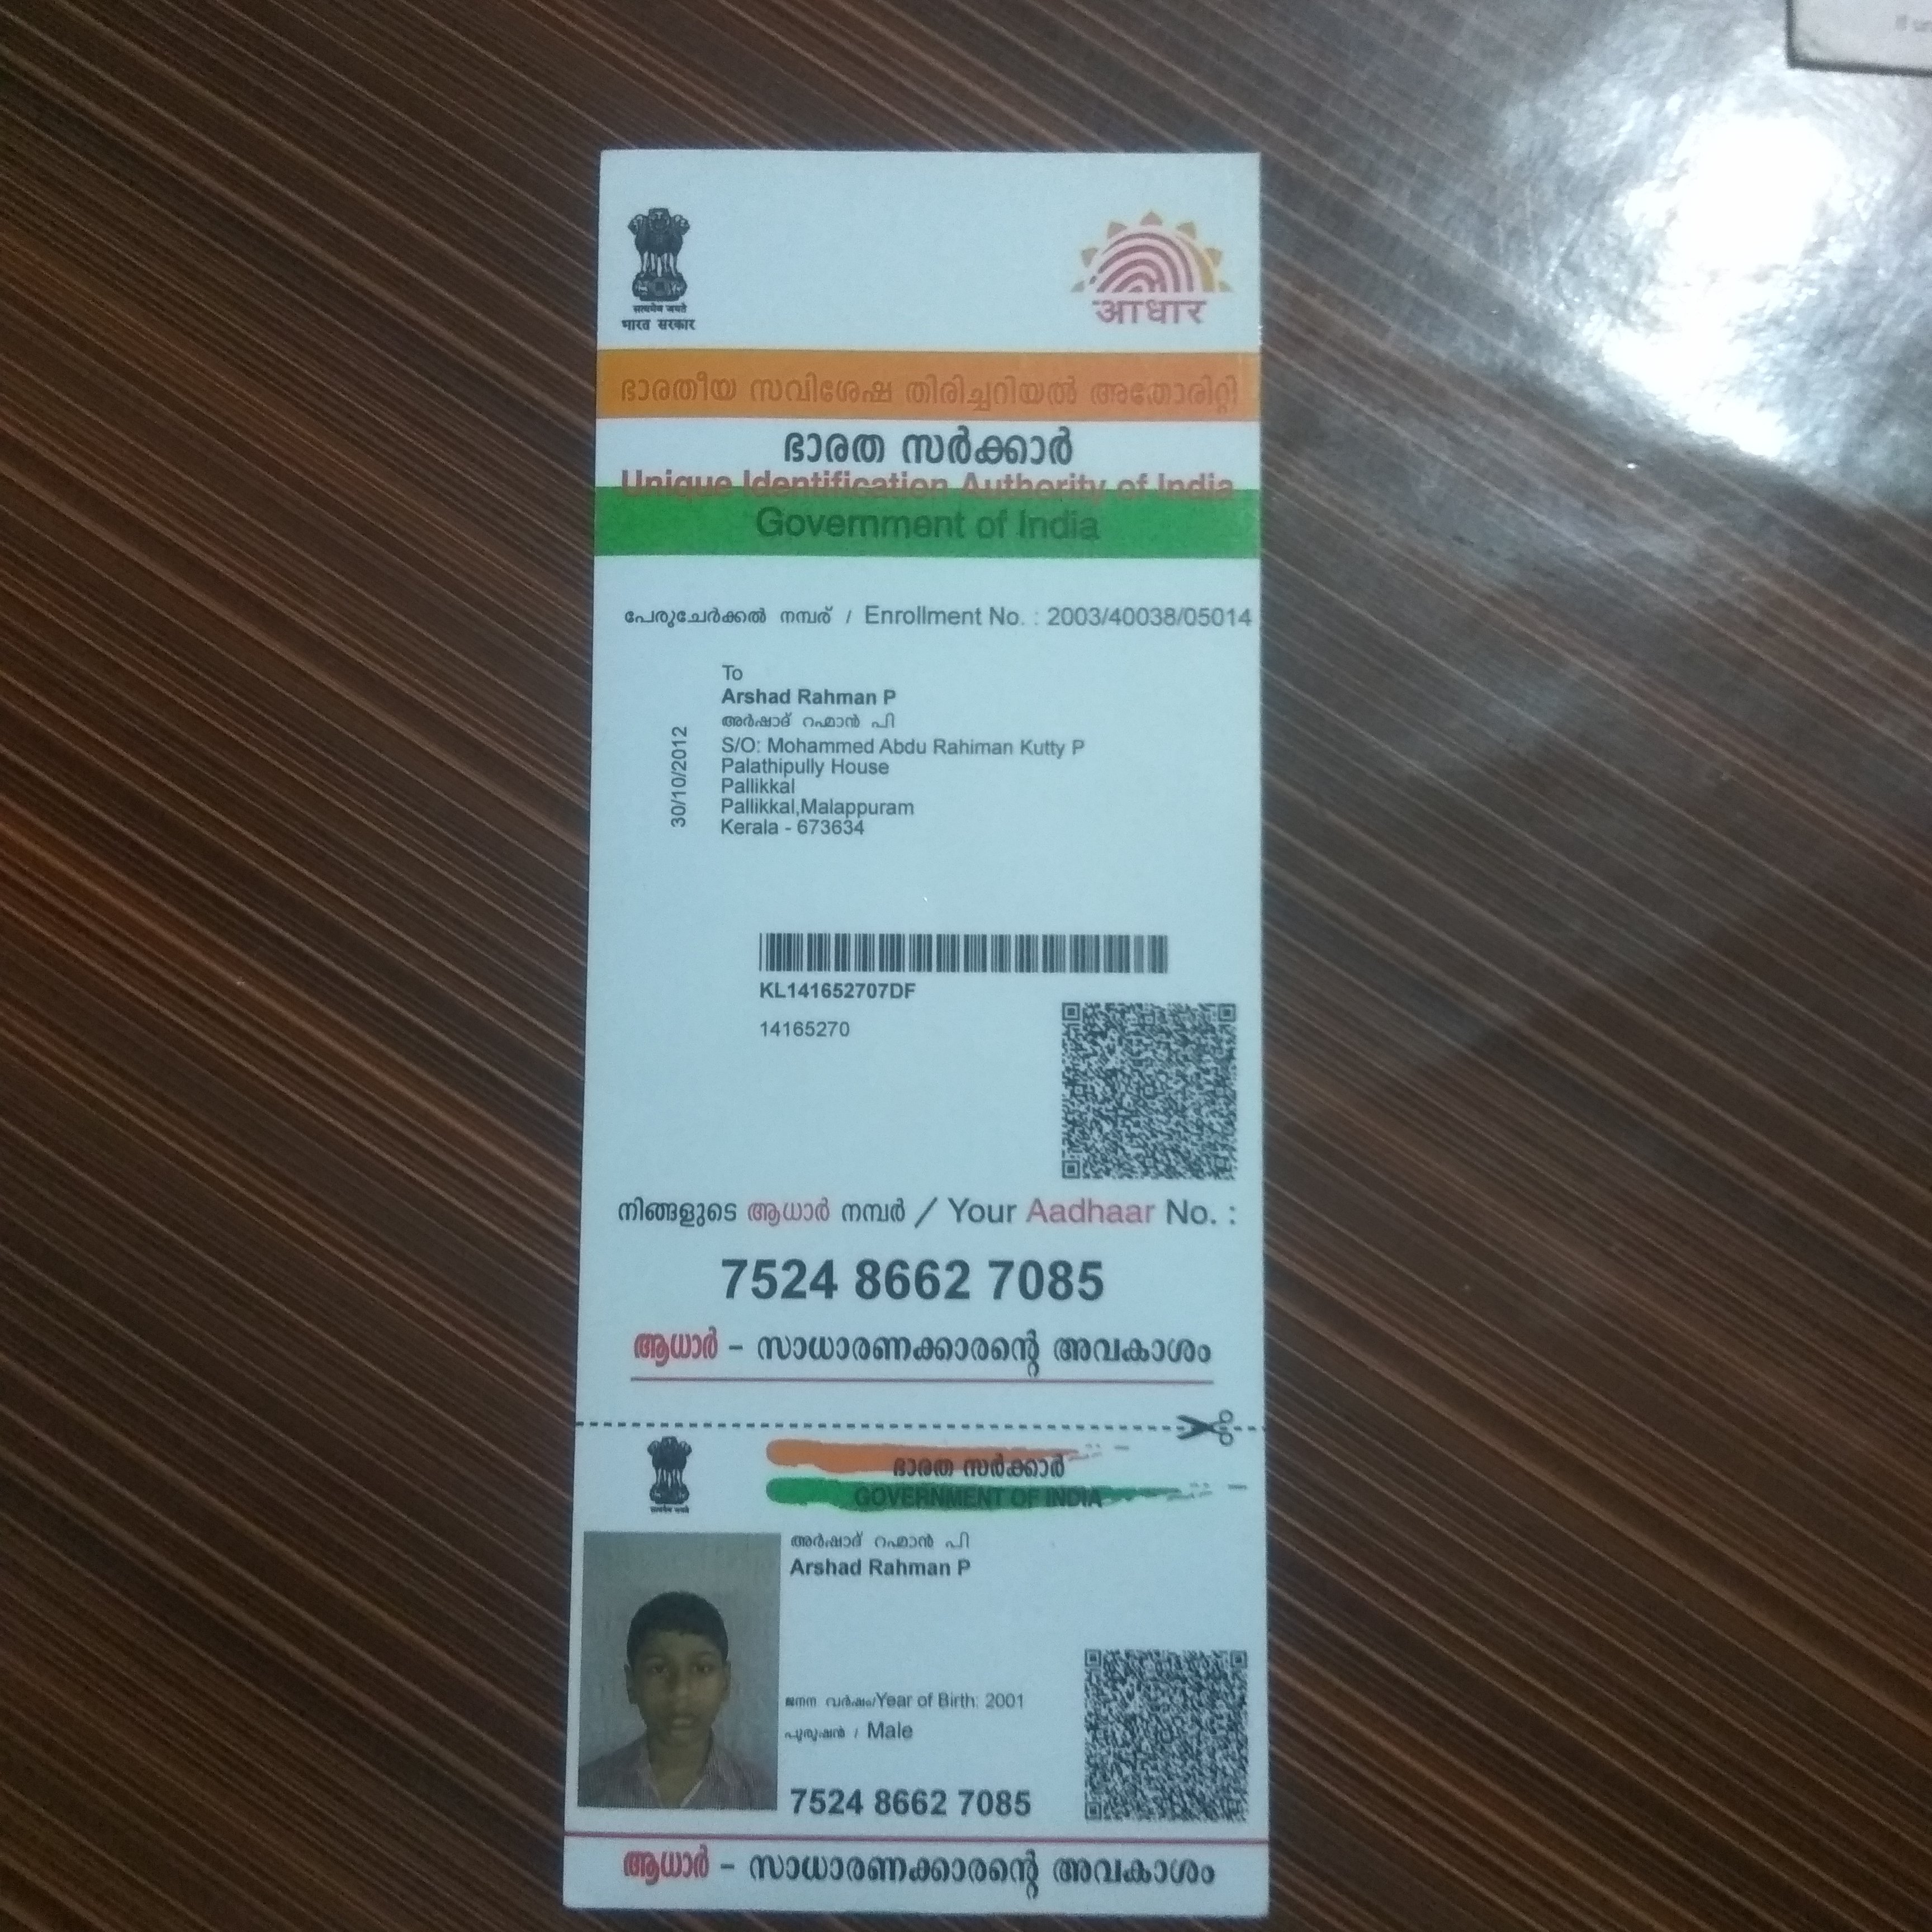 सत्यमेव जयते
भारत सरकार
आधार
ഭാരതീയ സവിശേഷ തിരിച്ചറിയൽ അതോരിറ്റി
ഭാരത സർക്കാർ
Unique Identification Authority of India
Government of India
പേരുചേർക്കൽ നമ്പര് / Enrollment No. : 2003/40038/05014
30/10/2012
To
Arshad Rahman P
അർഷാദ് റഹ്മാൻ പി
S/O: Mohammed Abdu Rahiman Kutty P
Palathipully House
Pallikkal
Pallikkal,Malappuram
Kerala - 673634
KL141652707DF
14165270
നിങ്ങളുടെ ആധാർ നമ്പർ / Your Aadhaar No. :
7524 8662 7085
ആധാർ – സാധാരണക്കാരന്റെ അവകാശം
सत्यमेव जयते
ഭാരത സർക്കാർ
GOVERNMENT OF INDIA
അർഷാദ് റഹ്മാൻ പി
Arshad Rahman P
ജനന വർഷം/Year of Birth: 2001
പുരുഷൻ / Male
7524 8662 7085
ആധാർ – സാധാരണക്കാരന്റെ അവകാശം